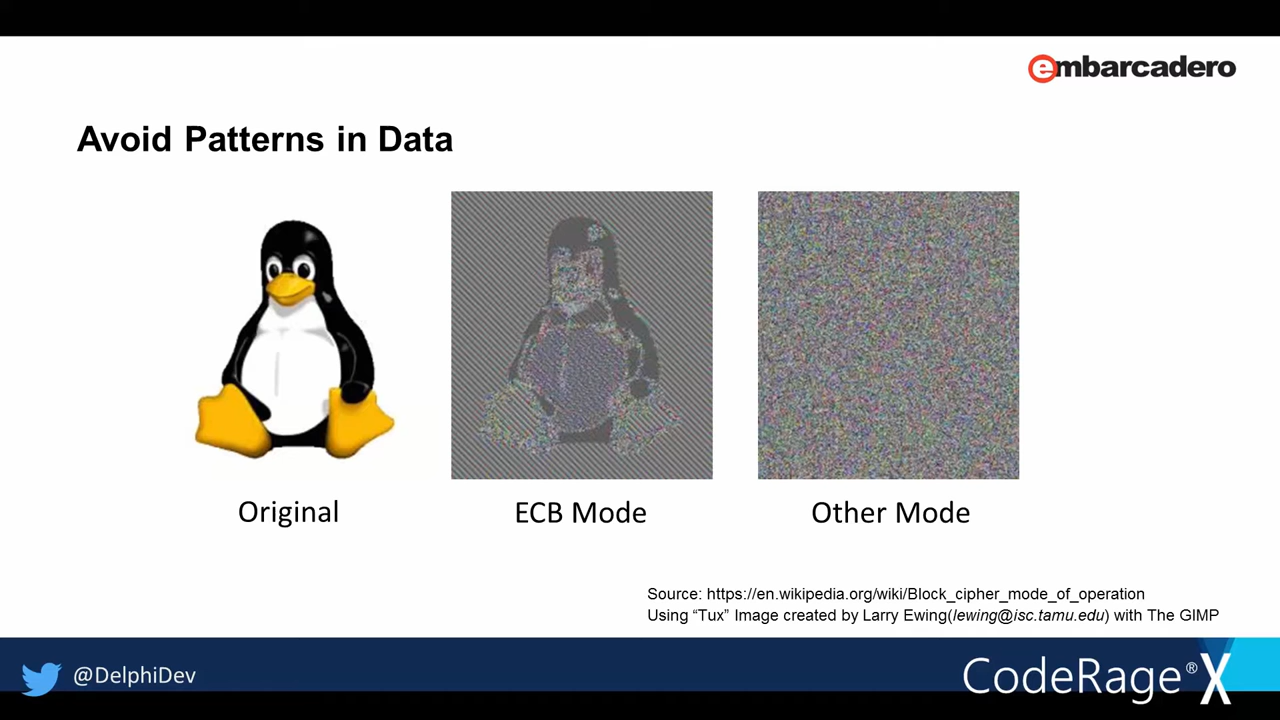 embarcadero
Avoid Patterns in Data
Original
ECB Mode
Other Mode
Source: https://en.wikipedia.org/wiki/Block_cipher_mode_of_operation
Using “Tux” Image created by Larry Ewing(lewing@isc.tamu.edu) with The GIMP
@DelphiDev
CodeRage® X